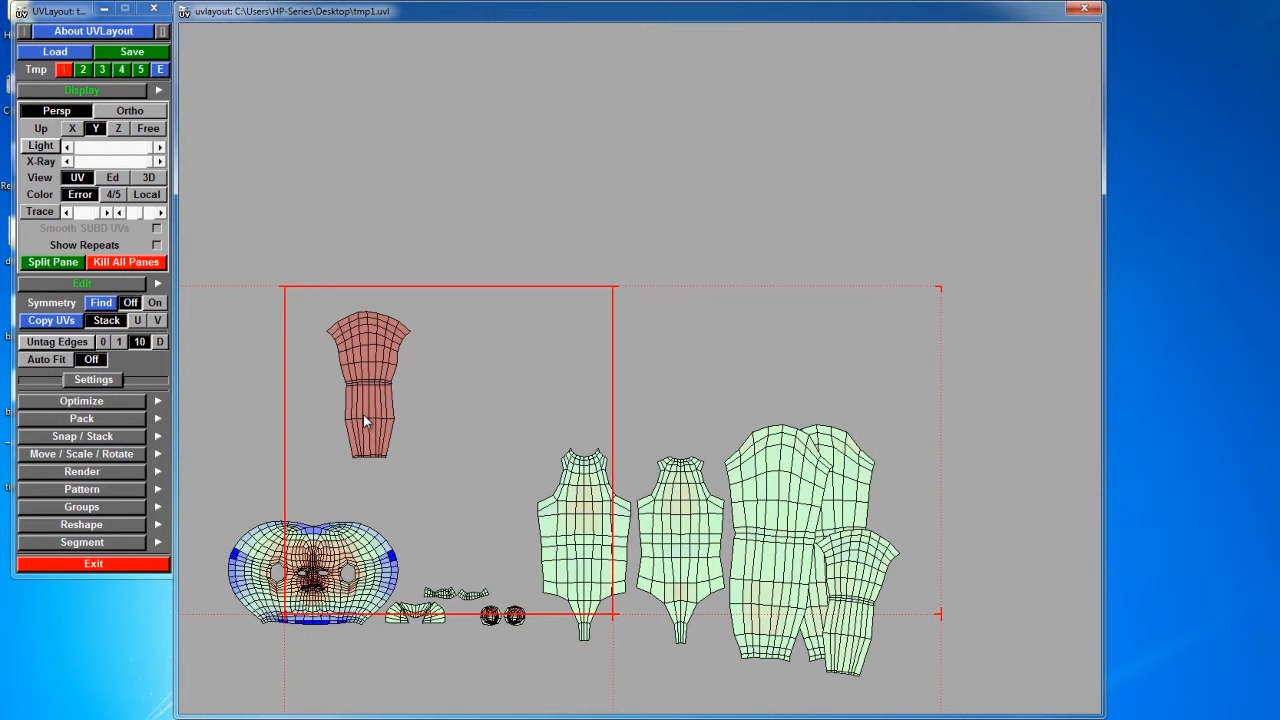 UVLayout: t...
uvlayout: C:\Users\HP-Series\Desktop\tmp1.uvl
About UVLayout
Load Save
Tmp 1 2 3 4 5 E
Display
Persp Ortho
Up X Y Z Free
Light
X-Ray
View UV Ed 3D
Color Error 4/5 Local
Trace
Smooth SUBD UVs
Show Repeats
Split Pane Kill All Panes
Edit
Symmetry Find Off On
Copy UVs Stack U V
Untag Edges 0 1 10 D
Auto Fit Off
Settings
Optimize
Pack
Snap / Stack
Move / Scale / Rotate
Render
Pattern
Groups
Reshape
Segment
Exit